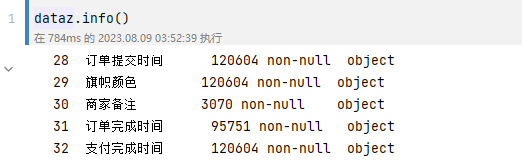 1 dataz.info()
在 784ms 的 2023.08.09 03:52:39 执行
28 订单提交时间 120604 non-null object
29 旗帜颜色 120604 non-null object
30 商家备注 3070 non-null object
31 订单完成时间 95751 non-null object
32 支付完成时间 120604 non-null object